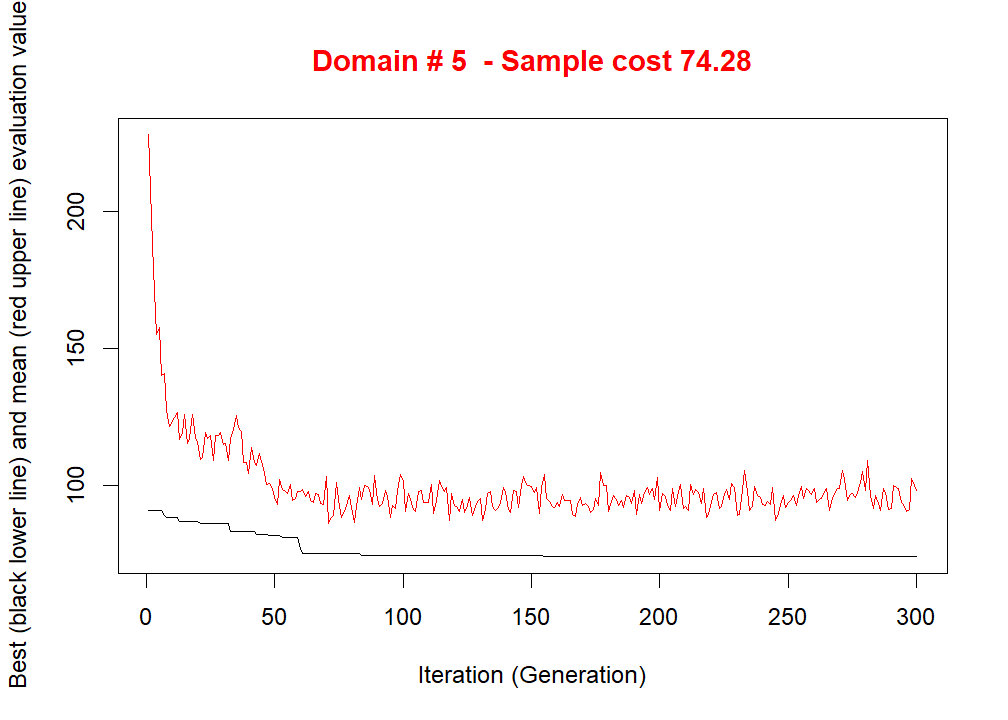 Domain # 5  - Sample cost 74.28
Best (black lower line) and mean (red upper line) evaluation value
200
150
100
0 50 100 150 200 250 300
Iteration (Generation)